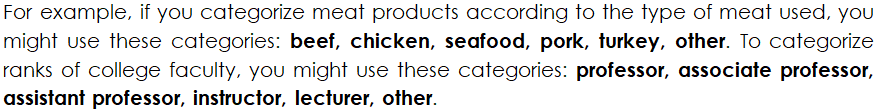 For example, if you categorize meat products according to the type of meat used, you
might use these categories: beef, chicken, seafood, pork, turkey, other. To categorize
ranks of college faculty, you might use these categories: professor, associate professor,
assistant professor, instructor, lecturer, other.